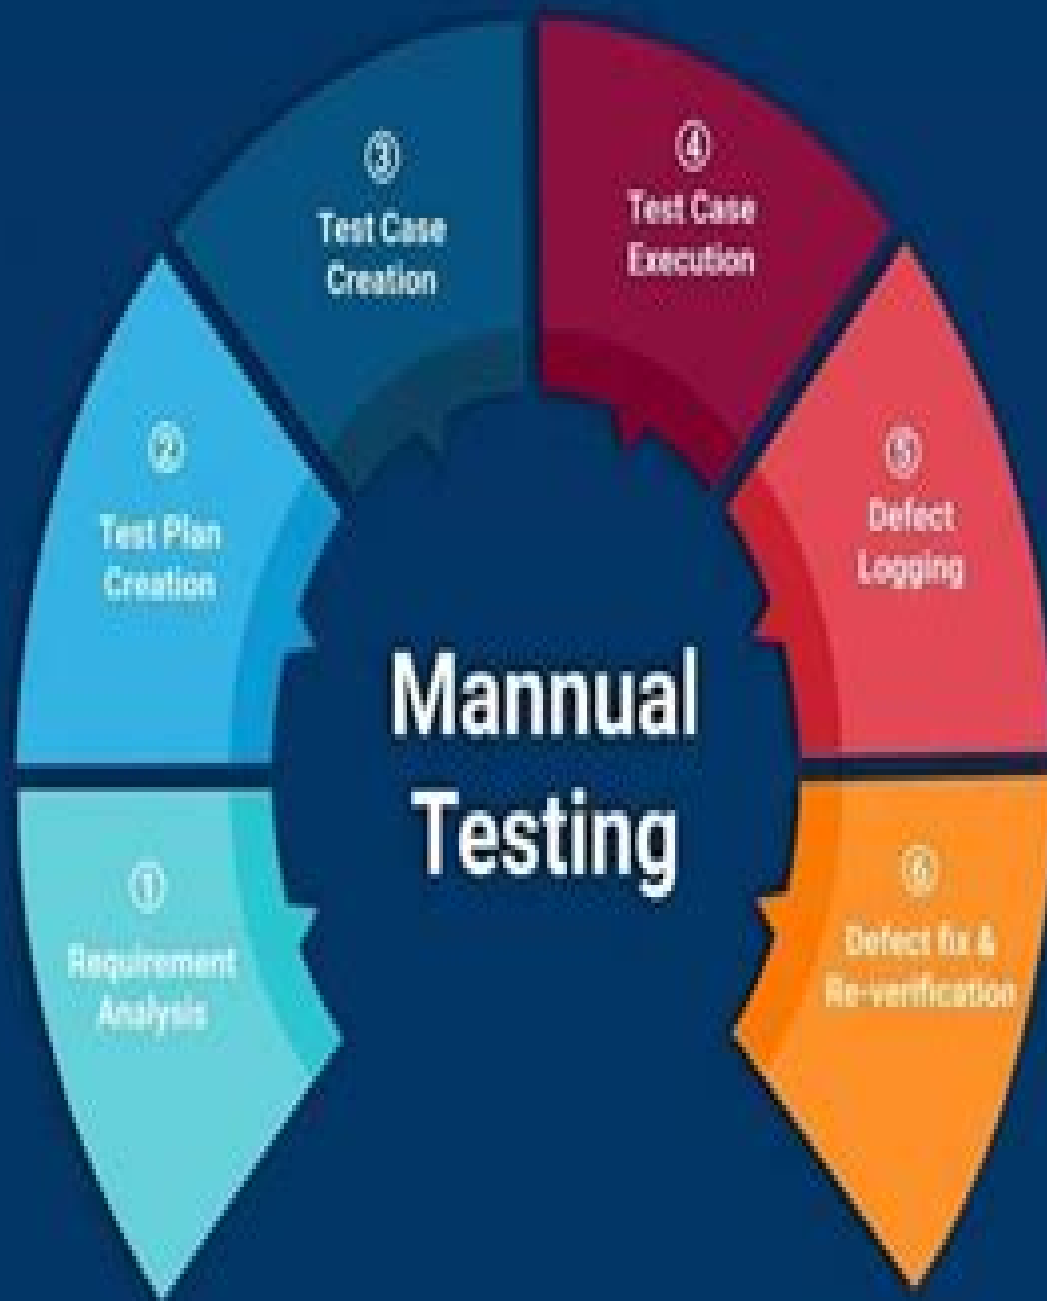 ①
Requirement
Analysis
②
Test Plan
Creation
③
Test Case
Creation
④
Test Case
Execution
⑤
Defect
Logging
⑥
Defect fix &
Re-verification
Mannual
Testing